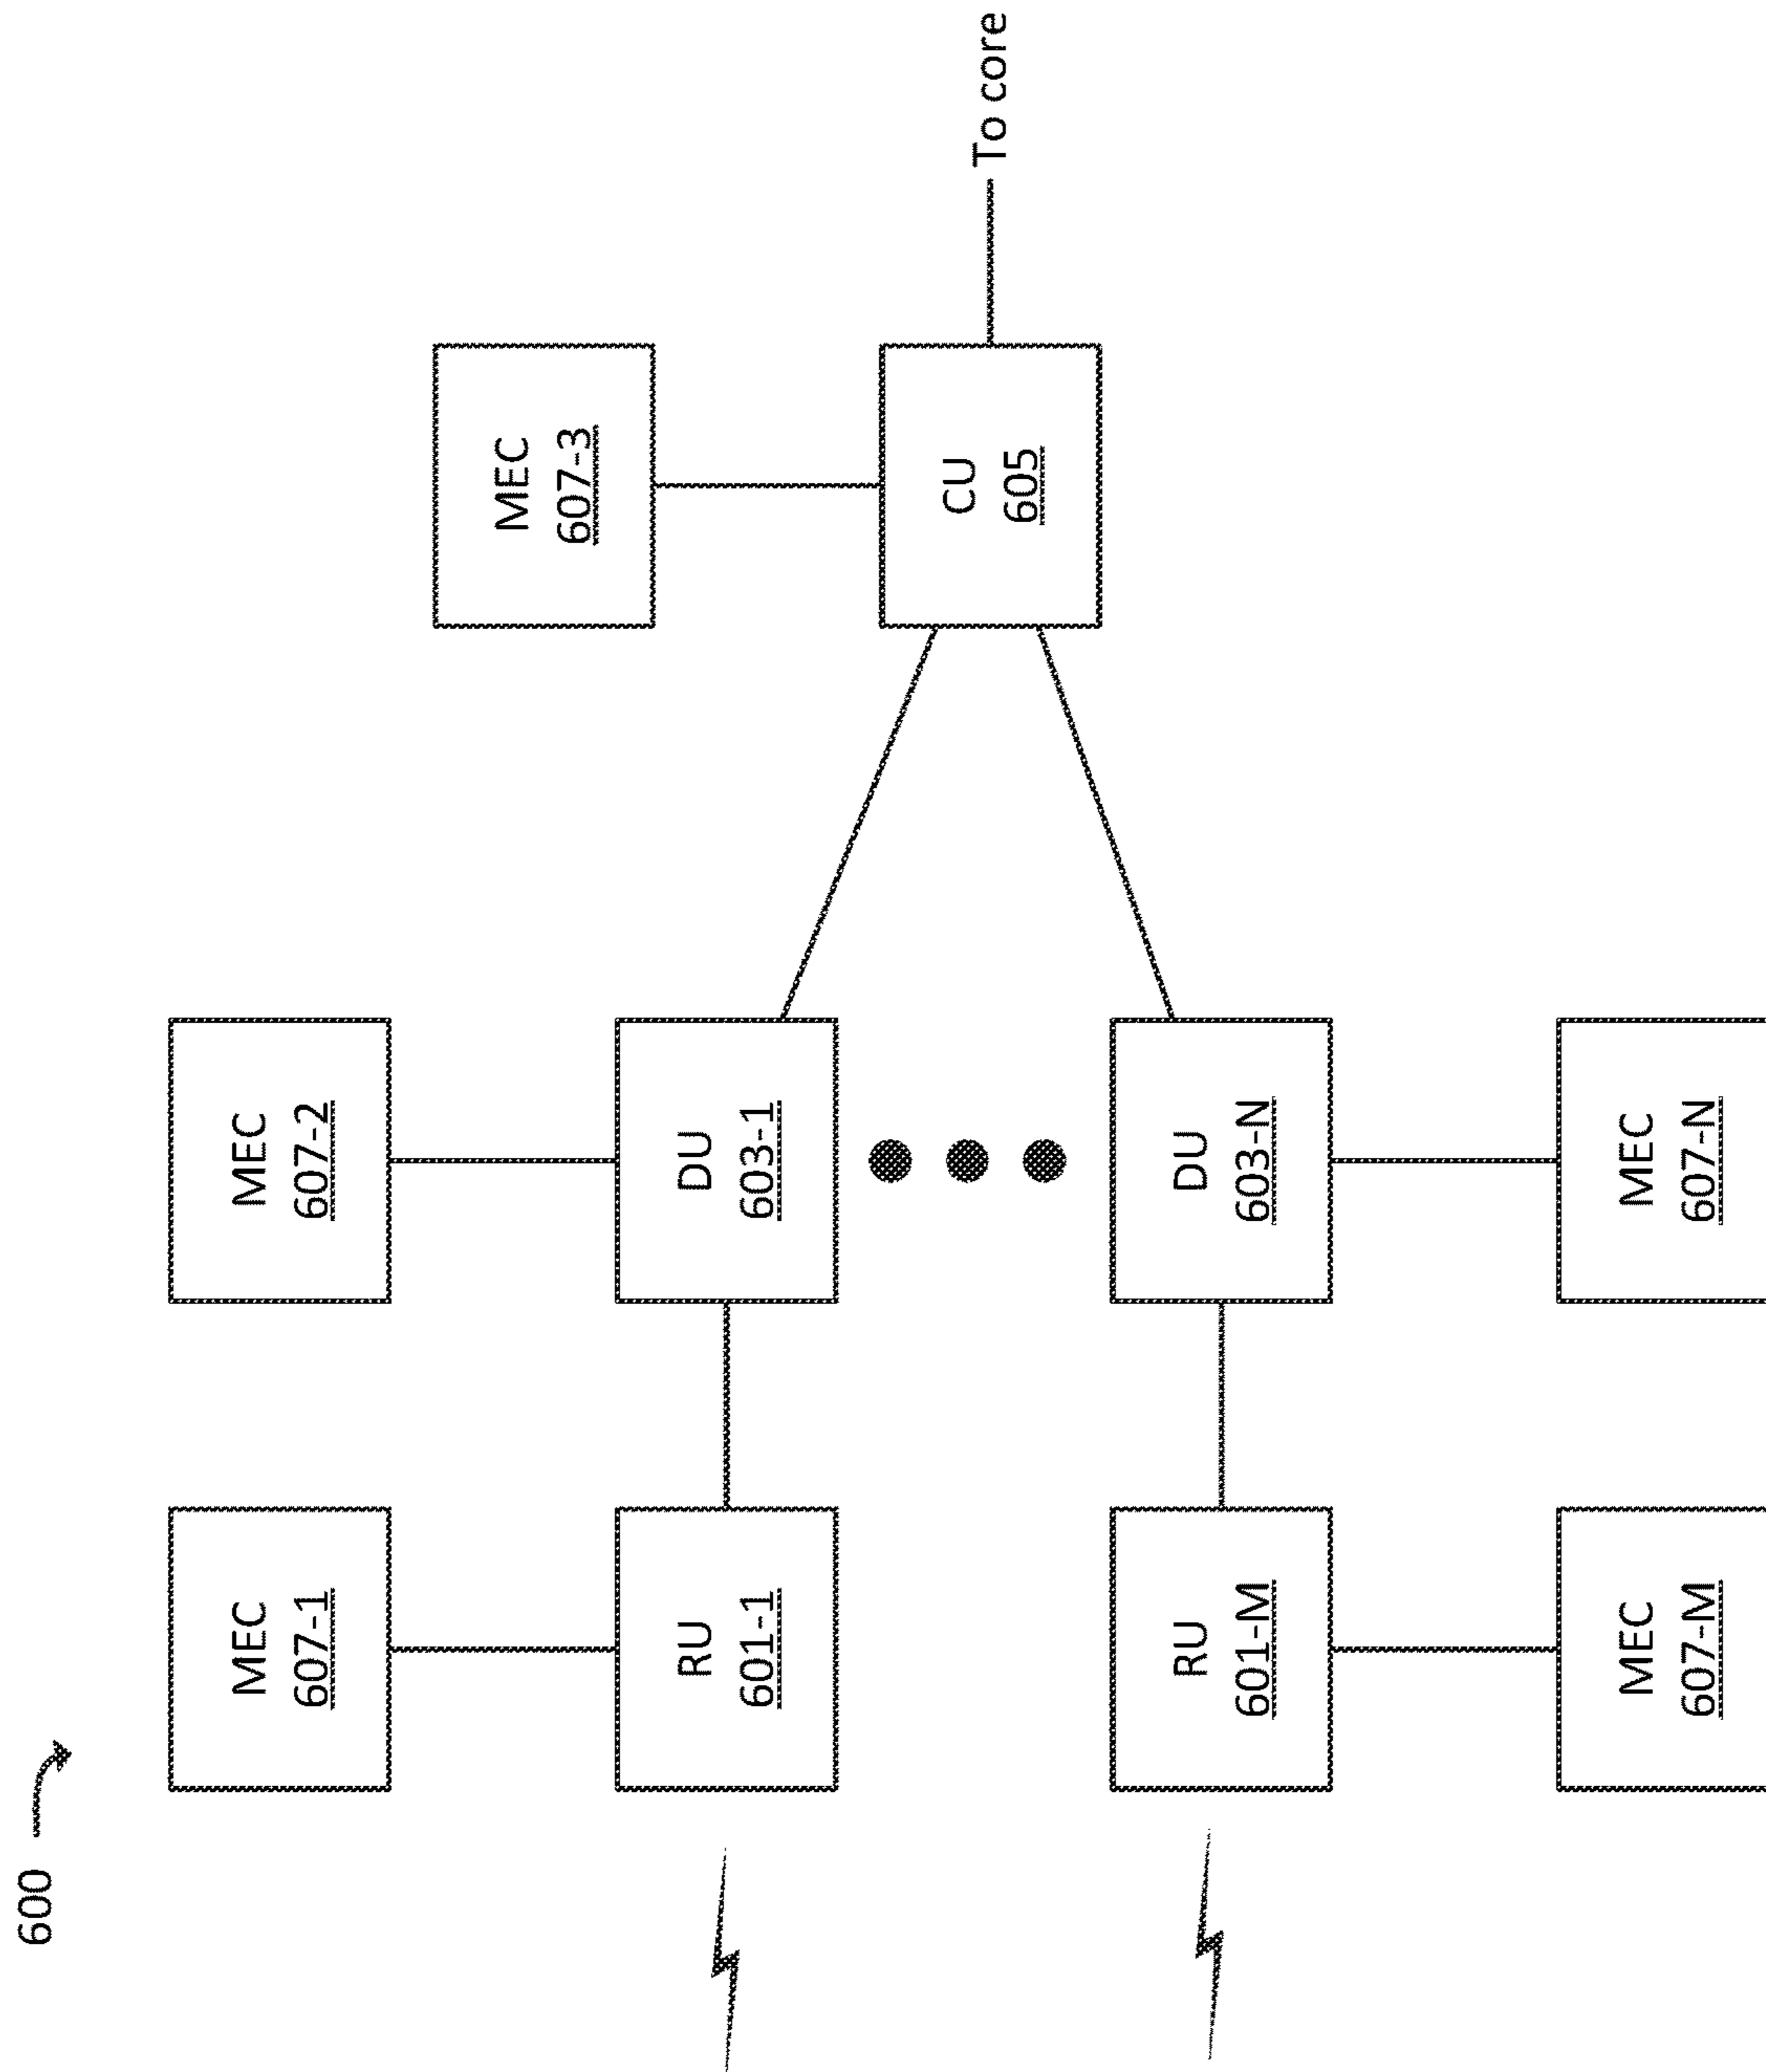 600
MEC
607-1
MEC
607-2
MEC
607-3
RU
601-1
DU
603-1
CU
605
To core
RU
601-M
DU
603-N
MEC
607-M
MEC
607-N